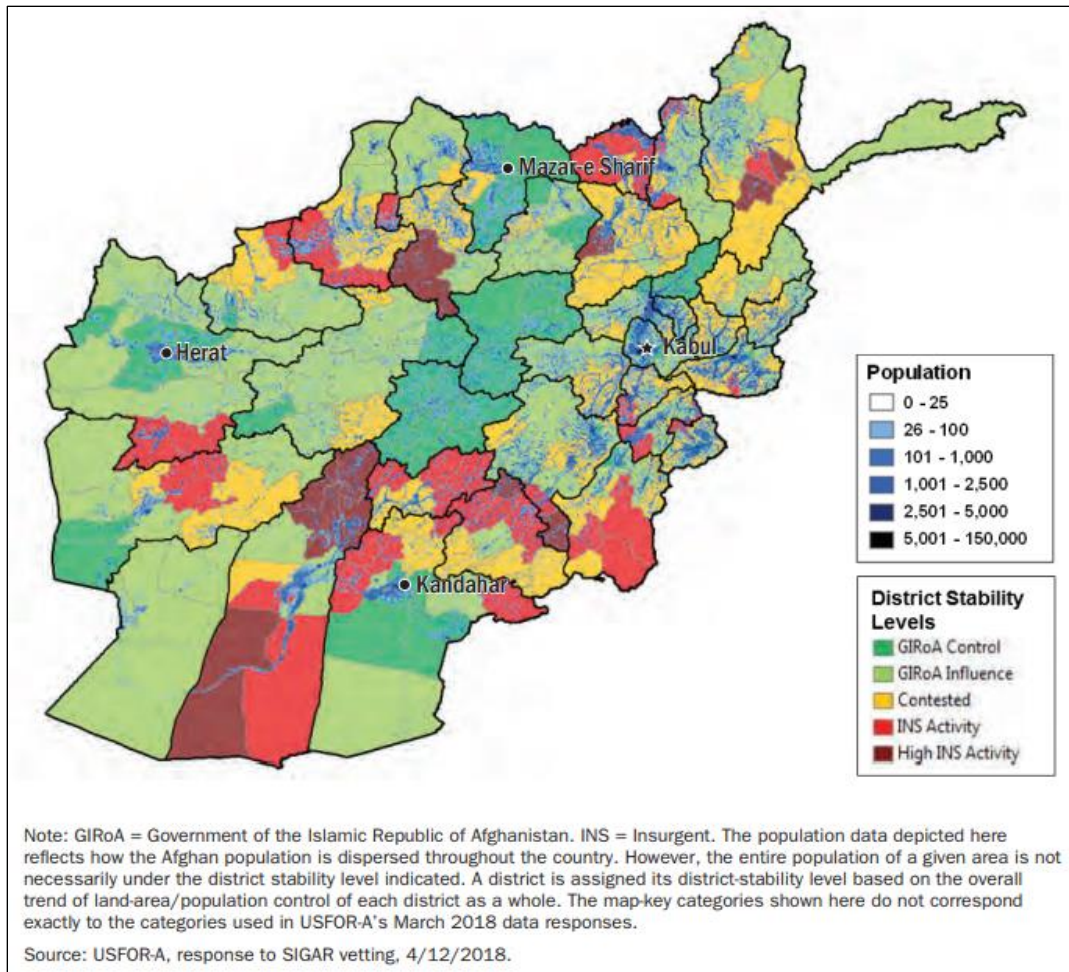 Mazar-e Sharif
Herat
Kabul
Kandahar
Population
0 - 25
26 - 100
101 - 1,000
1,001 - 2,500
2,501 - 5,000
5,001 - 150,000
District Stability
Levels
GIRoA Control
GIRoA Influence
Contested
INS Activity
High INS Activity
Note: GIRoA = Government of the Islamic Republic of Afghanistan. INS = Insurgent. The population data depicted here
reflects how the Afghan population is dispersed throughout the country. However, the entire population of a given area is not
necessarily under the district stability level indicated. A district is assigned its district-stability level based on the overall
trend of land-area/population control of each district as a whole. The map-key categories shown here do not correspond
exactly to the categories used in USFOR-A's March 2018 data responses.
Source: USFOR-A, response to SIGAR vetting, 4/12/2018.